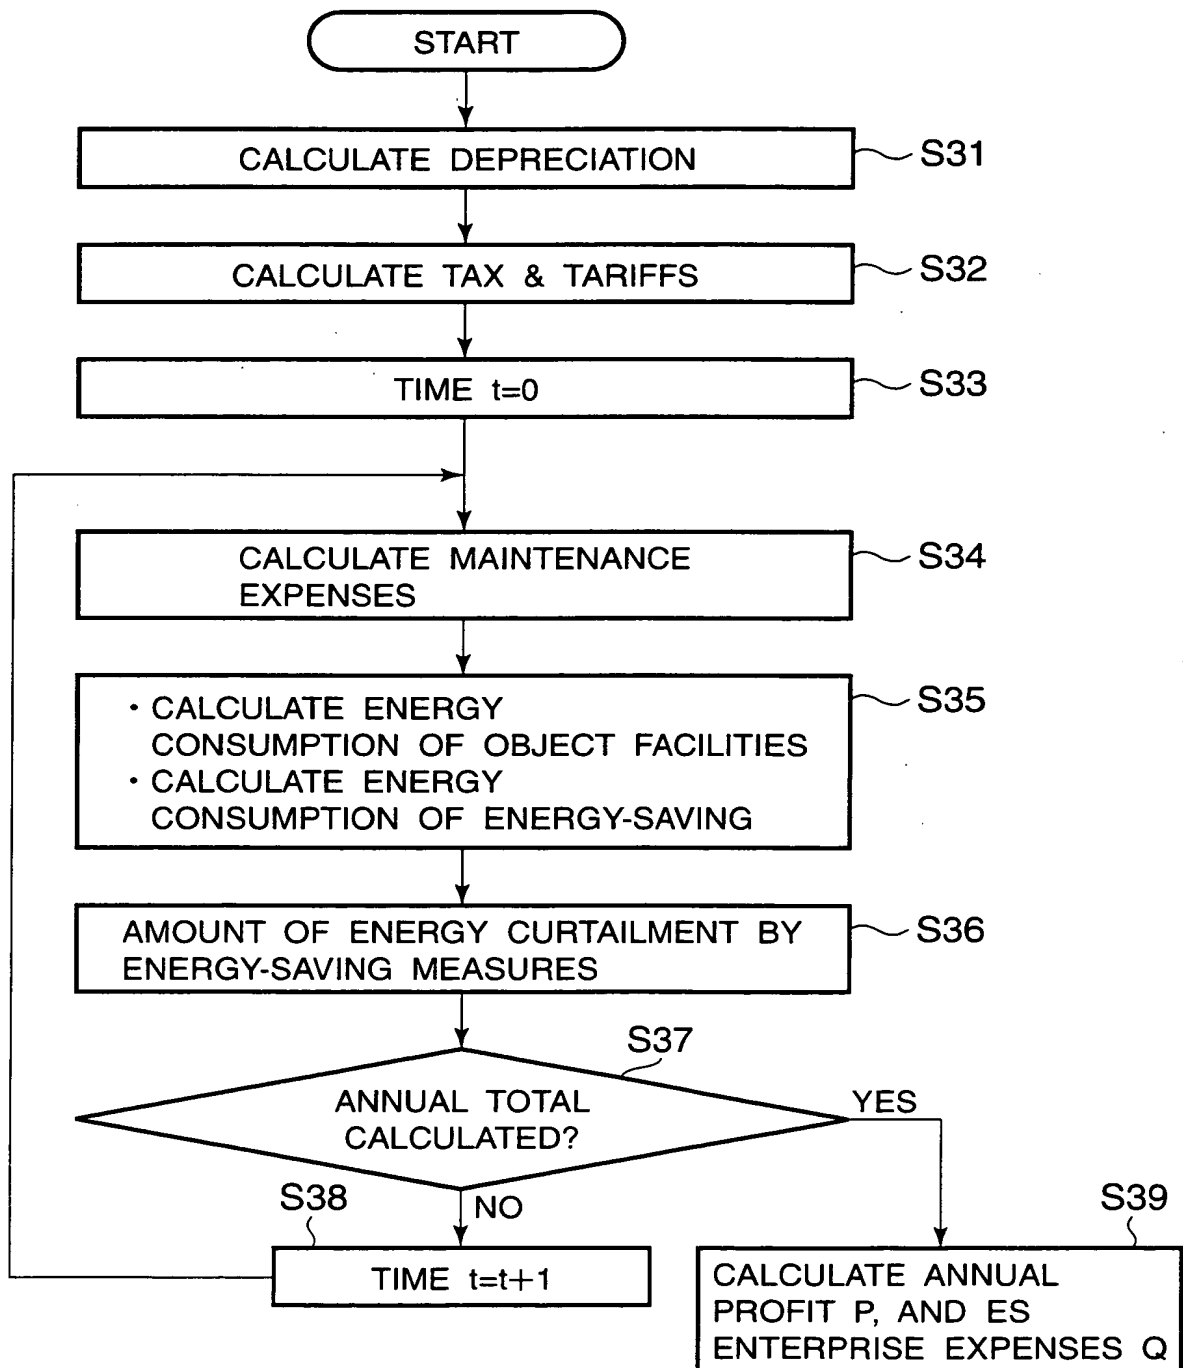 START
CALCULATE DEPRECIATION
S31
CALCULATE TAX & TARIFFS
S32
TIME t=0
S33
CALCULATE MAINTENANCE
EXPENSES
S34
· CALCULATE ENERGY
CONSUMPTION OF OBJECT FACILITIES
· CALCULATE ENERGY
CONSUMPTION OF ENERGY-SAVING
S35
AMOUNT OF ENERGY CURTAILMENT BY
ENERGY-SAVING MEASURES
S36
S37
ANNUAL TOTAL
CALCULATED?
YES
NO
S38
TIME t=t+1
S39
CALCULATE ANNUAL
PROFIT P, AND ES
ENTERPRISE EXPENSES Q